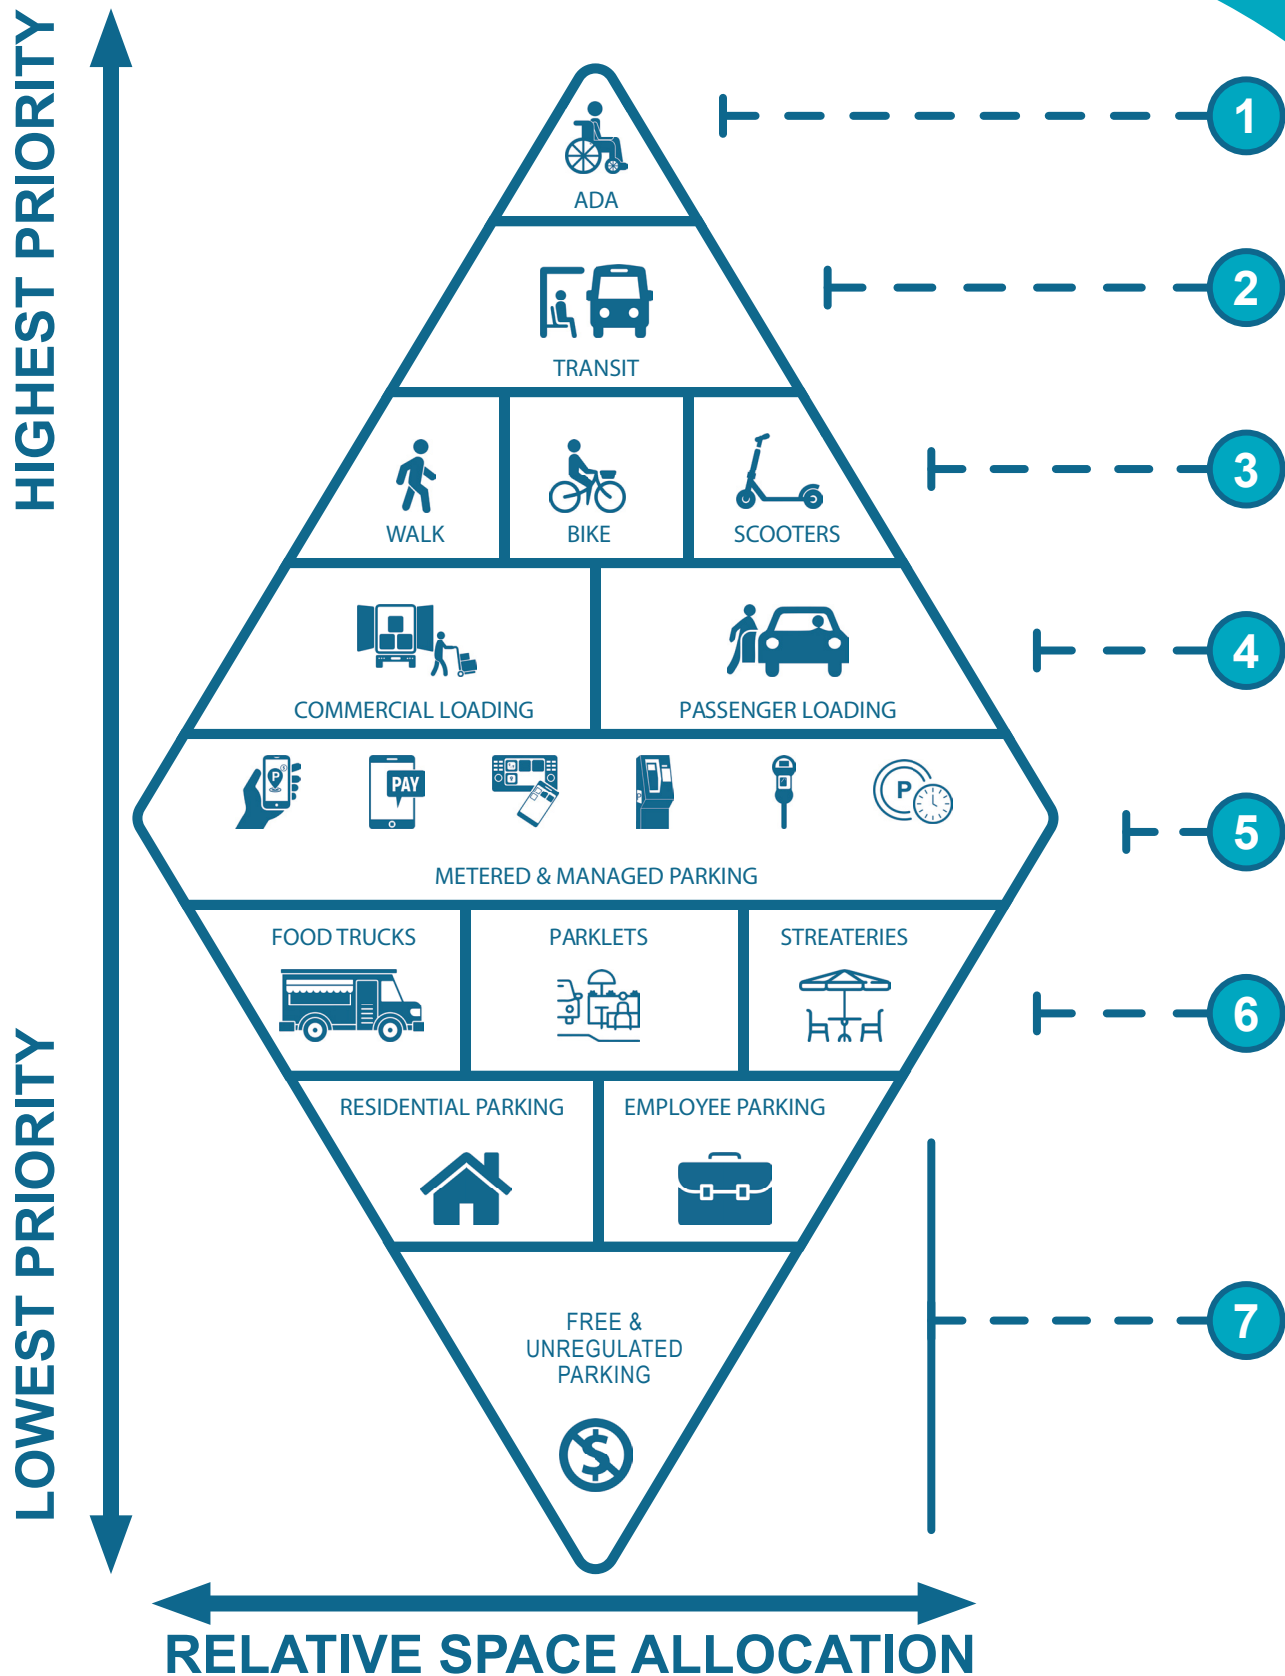 HIGHEST PRIORITY
LOWEST PRIORITY
ADA
1
TRANSIT
2
WALK
BIKE
SCOOTERS
3
COMMERCIAL LOADING
PASSENGER LOADING
4
P
$
PAY
P
METERED & MANAGED PARKING
5
FOOD TRUCKS
PARKLETS
STREATERIES
6
RESIDENTIAL PARKING
EMPLOYEE PARKING
FREE &
UNREGULATED
PARKING
$
7
RELATIVE SPACE ALLOCATION